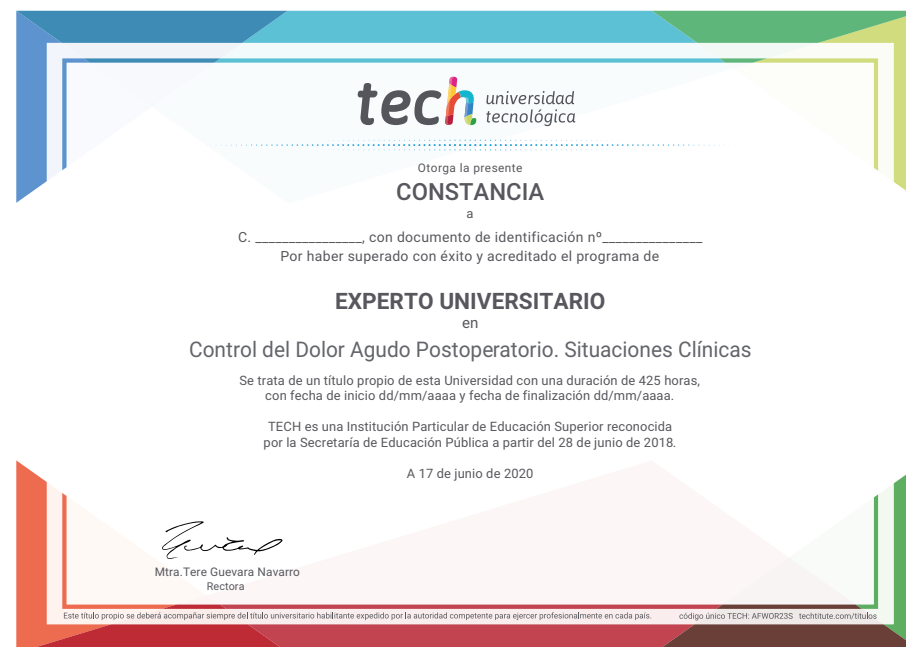 tech universidad
tecnológica
Otorga la presente
CONSTANCIA
a
C. ________________, con documento de identificación nº_______________
Por haber superado con éxito y acreditado el programa de
EXPERTO UNIVERSITARIO
en
Control del Dolor Agudo Postoperatorio. Situaciones Clínicas
Se trata de un título propio de esta Universidad con una duración de 425 horas,
con fecha de inicio dd/mm/aaaa y fecha de finalización dd/mm/aaaa.
TECH es una Institución Particular de Educación Superior reconocida
por la Secretaría de Educación Pública a partir del 28 de junio de 2018.
A 17 de junio de 2020
Mtra.Tere Guevara Navarro
Rectora
Este título propio se deberá acompañar siempre del título universitario habilitante expedido por la autoridad competente para ejercer profesionalmente en cada país. código único TECH: AFWOR23S techtitute.com/títulos